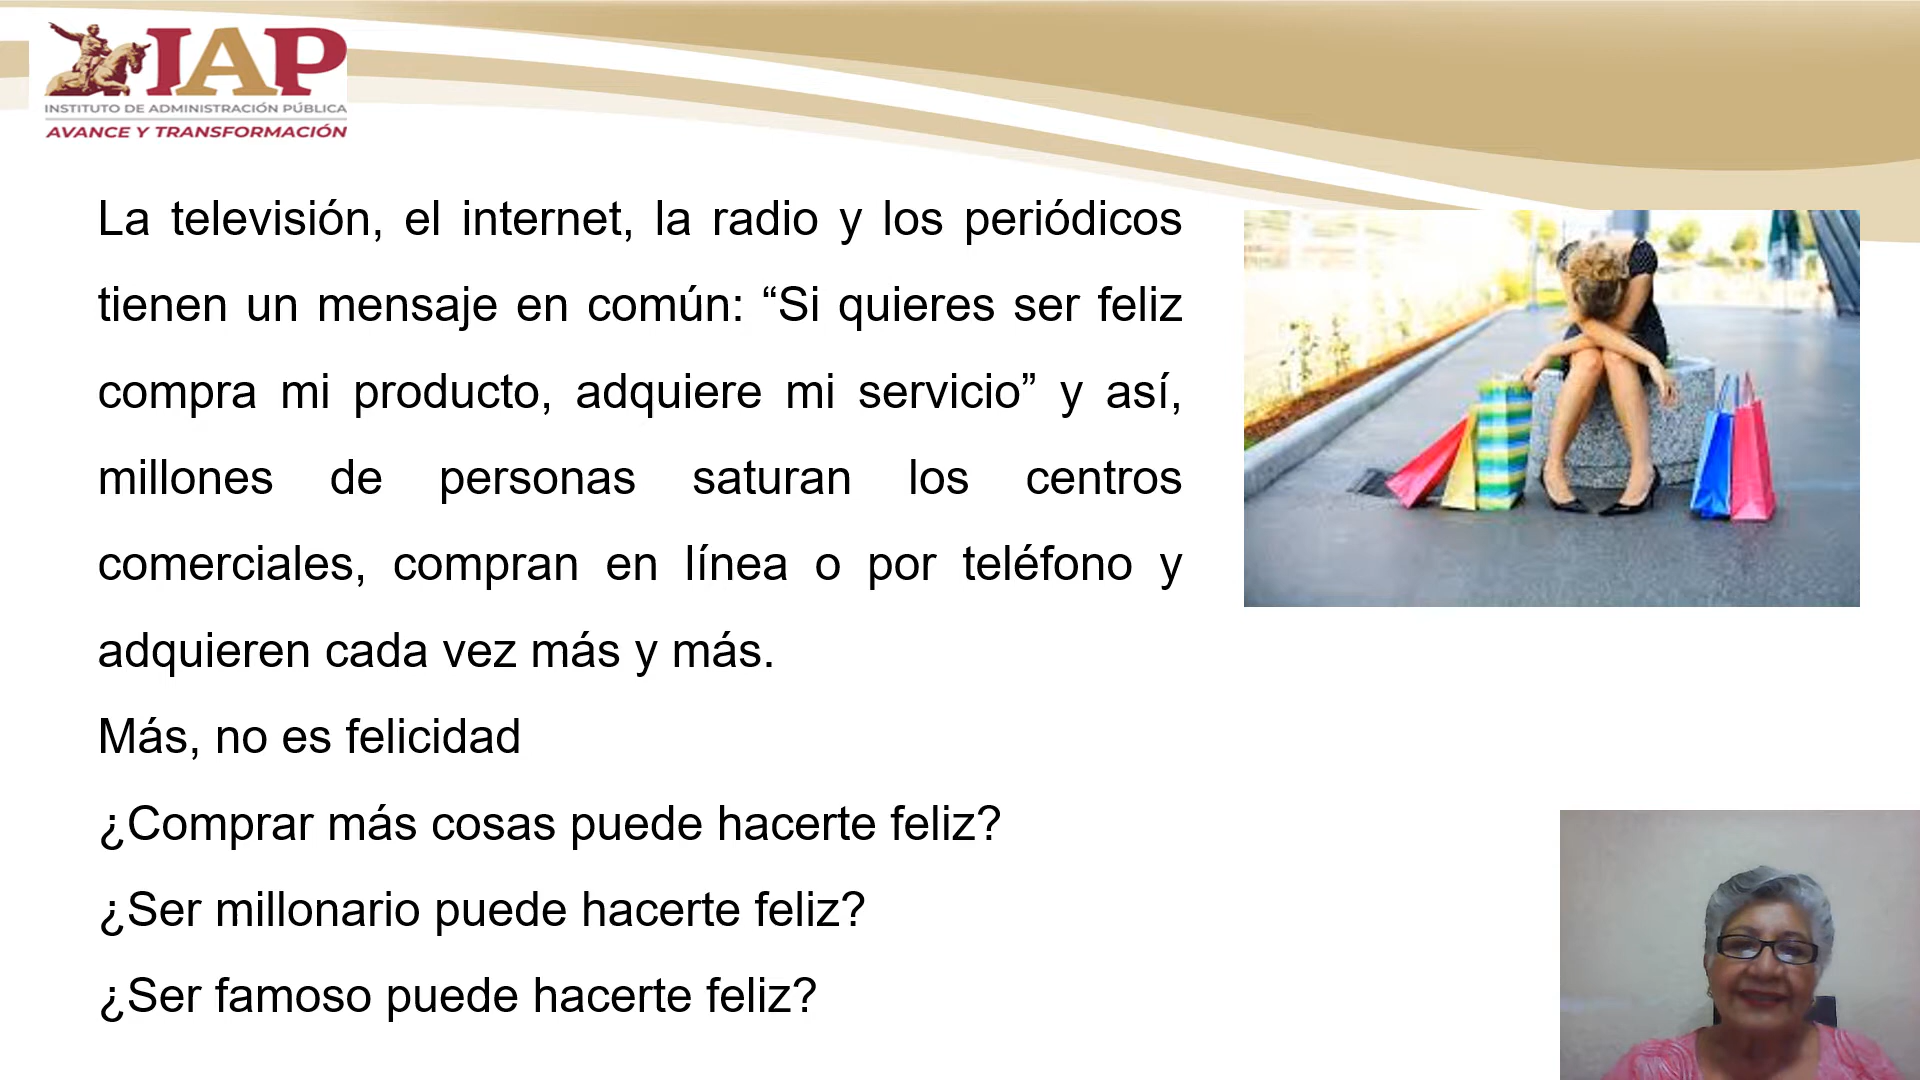 IAP
INSTITUTO DE ADMINISTRACIÓN PÚBLICA
AVANCE Y TRANSFORMACIÓN
La televisión, el internet, la radio y los periódicos
tienen un mensaje en común: “Si quieres ser feliz
compra mi producto, adquiere mi servicio” y así,
millones de personas saturan los centros
comerciales, compran en línea o por teléfono y
adquieren cada vez más y más.
Más, no es felicidad
¿Comprar más cosas puede hacerte feliz?
¿Ser millonario puede hacerte feliz?
¿Ser famoso puede hacerte feliz?